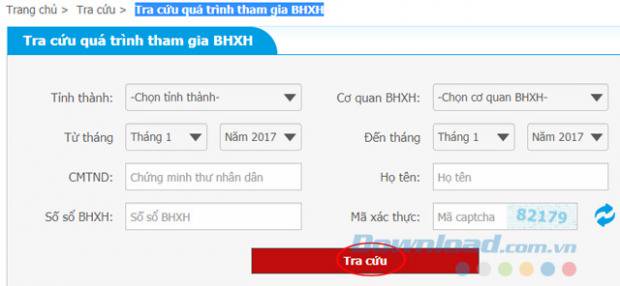 Trang chủ > Tra cứu > Tra cứu quá trình tham gia BHXH
Tra cứu quá trình tham gia BHXH
Tỉnh thành: -Chọn tỉnh thành- Cơ quan BHXH: -Chọn cơ quan BHXH-
Từ tháng Tháng 1 Năm 2017 Đến tháng Tháng 1 Năm 2017
CMTND: Chứng minh thư nhân dân Họ tên: Họ tên
Số sổ BHXH: Số sổ BHXH Mã xác thực: Mã captcha 82179
Download.com.vn
Tra cứu